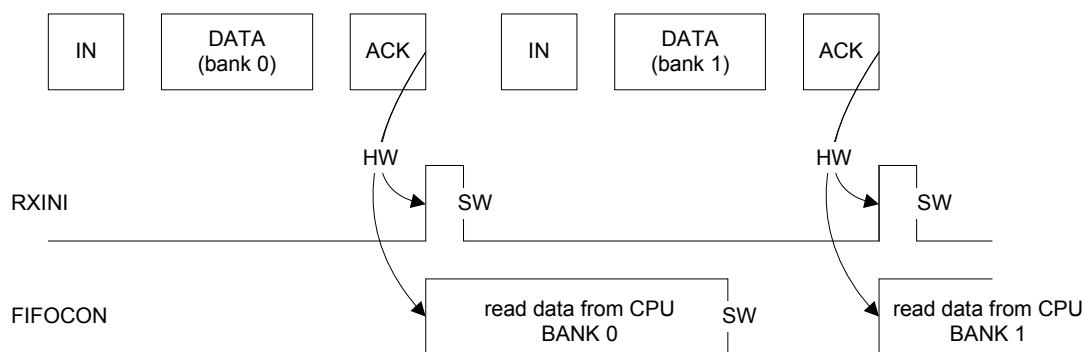 IN
DATA
(bank 0)
ACK
IN
DATA
(bank 1)
ACK
HW
HW
RXINI
SW
SW
FIFOCON
read data from CPU
BANK 0
SW
read data from CPU
BANK 1